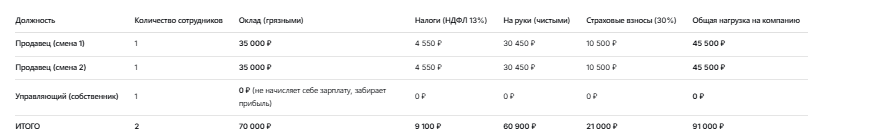 Должность Количество сотрудников Оклад (грязными) Налоги (НДФЛ 13%) На руки (чистыми) Страховые взносы (30%) Общая нагрузка на компанию
Продавец (смена 1) 1 35 000 ₽ 4 550 ₽ 30 450 ₽ 10 500 ₽ 45 500 ₽
Продавец (смена 2) 1 35 000 ₽ 4 550 ₽ 30 450 ₽ 10 500 ₽ 45 500 ₽
Управляющий (собственник) 1 0 ₽ (не начисляет себе зарплату, забирает прибыль) 0 ₽ 0 ₽ 0 ₽ 0 ₽
ИТОГО 2 70 000 ₽ 9 100 ₽ 60 900 ₽ 21 000 ₽ 91 000 ₽